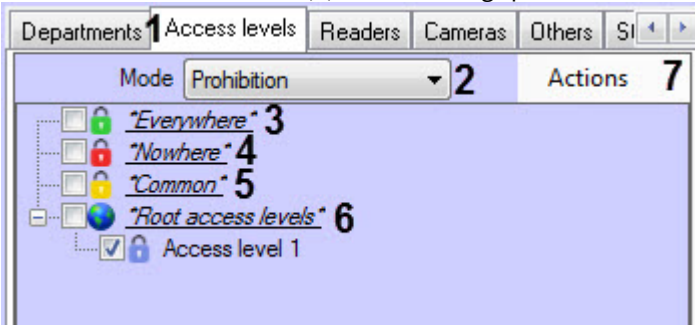 Departments 1 Access levels Readers Cameras Others
Mode Prohibition 2 Actions 7
"Everywhere" 3
"Nowhere" 4
"Common" 5
"Root access levels" 6
Access level 1